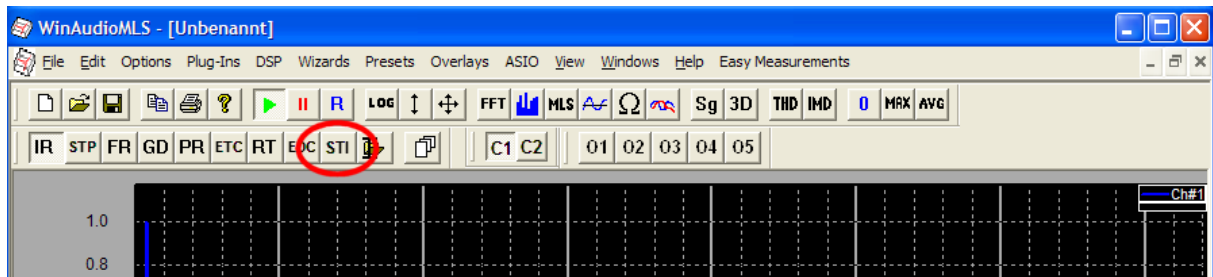 WinAudioMLS - [Unbenannt]
File Edit Options Plug-Ins DSP Wizards Presets Overlays ASIO View Windows Help Easy Measurements
? R LOG FFT MLS Ω Sg 3D THD IMD 0 MAX AVG
IR STP FR GD PR ETC RT EDC STI C1 C2 01 02 03 04 05
Ch#1
1.0
0.8